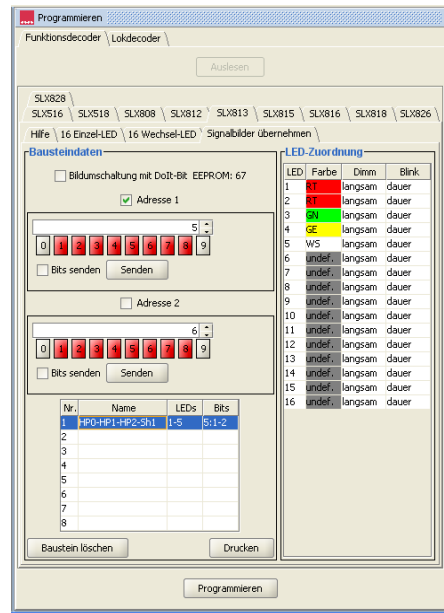 Programmieren
Funktionsdecoder Lokdecoder
Auslesen
SLX828
SLX516 SLX518 SLX808 SLX812 SLX813 SLX815 SLX816 SLX818 SLX826
Hilfe 16 Einzel-LED 16 Wechsel-LED Signalbilder übernehmen
Bausteindaten
Bildumschaltung mit DoIt-Bit EEPROM: 67
Adresse 1
5
0 1 2 3 4 5 6 7 8 9
Bits senden Senden
Adresse 2
6
0 1 2 3 4 5 6 7 8 9
Bits senden Senden
Nr. Name LEDs Bits
1 HP0-HP1-HP2-Sh1 1-5 5:1-2
2
3
4
5
6
7
8
Baustein löschen Drucken
LED-Zuordnung
LED Farbe Dimm Blink
1 RT langsam dauer
2 RT langsam dauer
3 GN langsam dauer
4 GE langsam dauer
5 WS langsam dauer
6 undef. langsam dauer
7 undef. langsam dauer
8 undef. langsam dauer
9 undef. langsam dauer
10 undef. langsam dauer
11 undef. langsam dauer
12 undef. langsam dauer
13 undef. langsam dauer
14 undef. langsam dauer
15 undef. langsam dauer
16 undef. langsam dauer
Programmieren